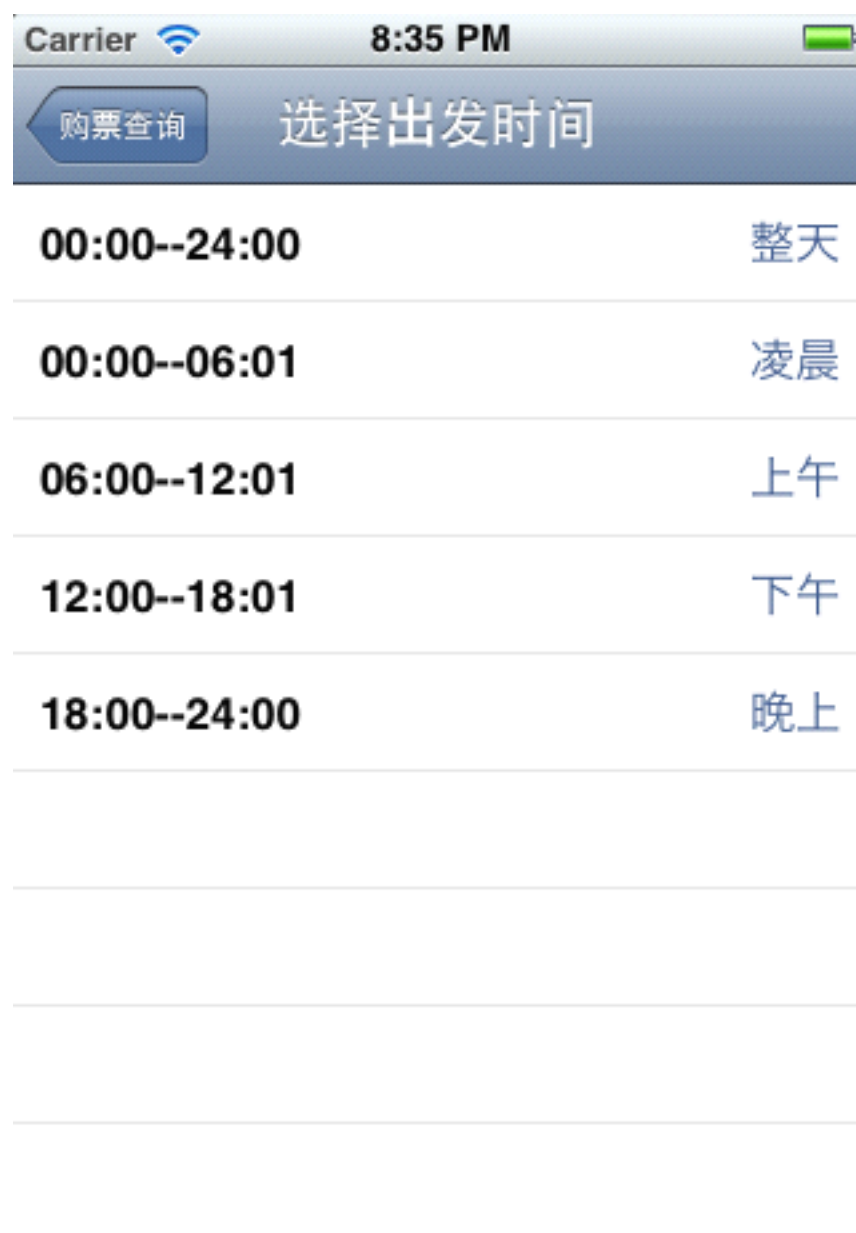 Carrier 8:35 PM
购票查询 选择出发时间
00:00--24:00 整天
00:00--06:01 凌晨
06:00--12:01 上午
12:00--18:01 下午
18:00--24:00 晚上